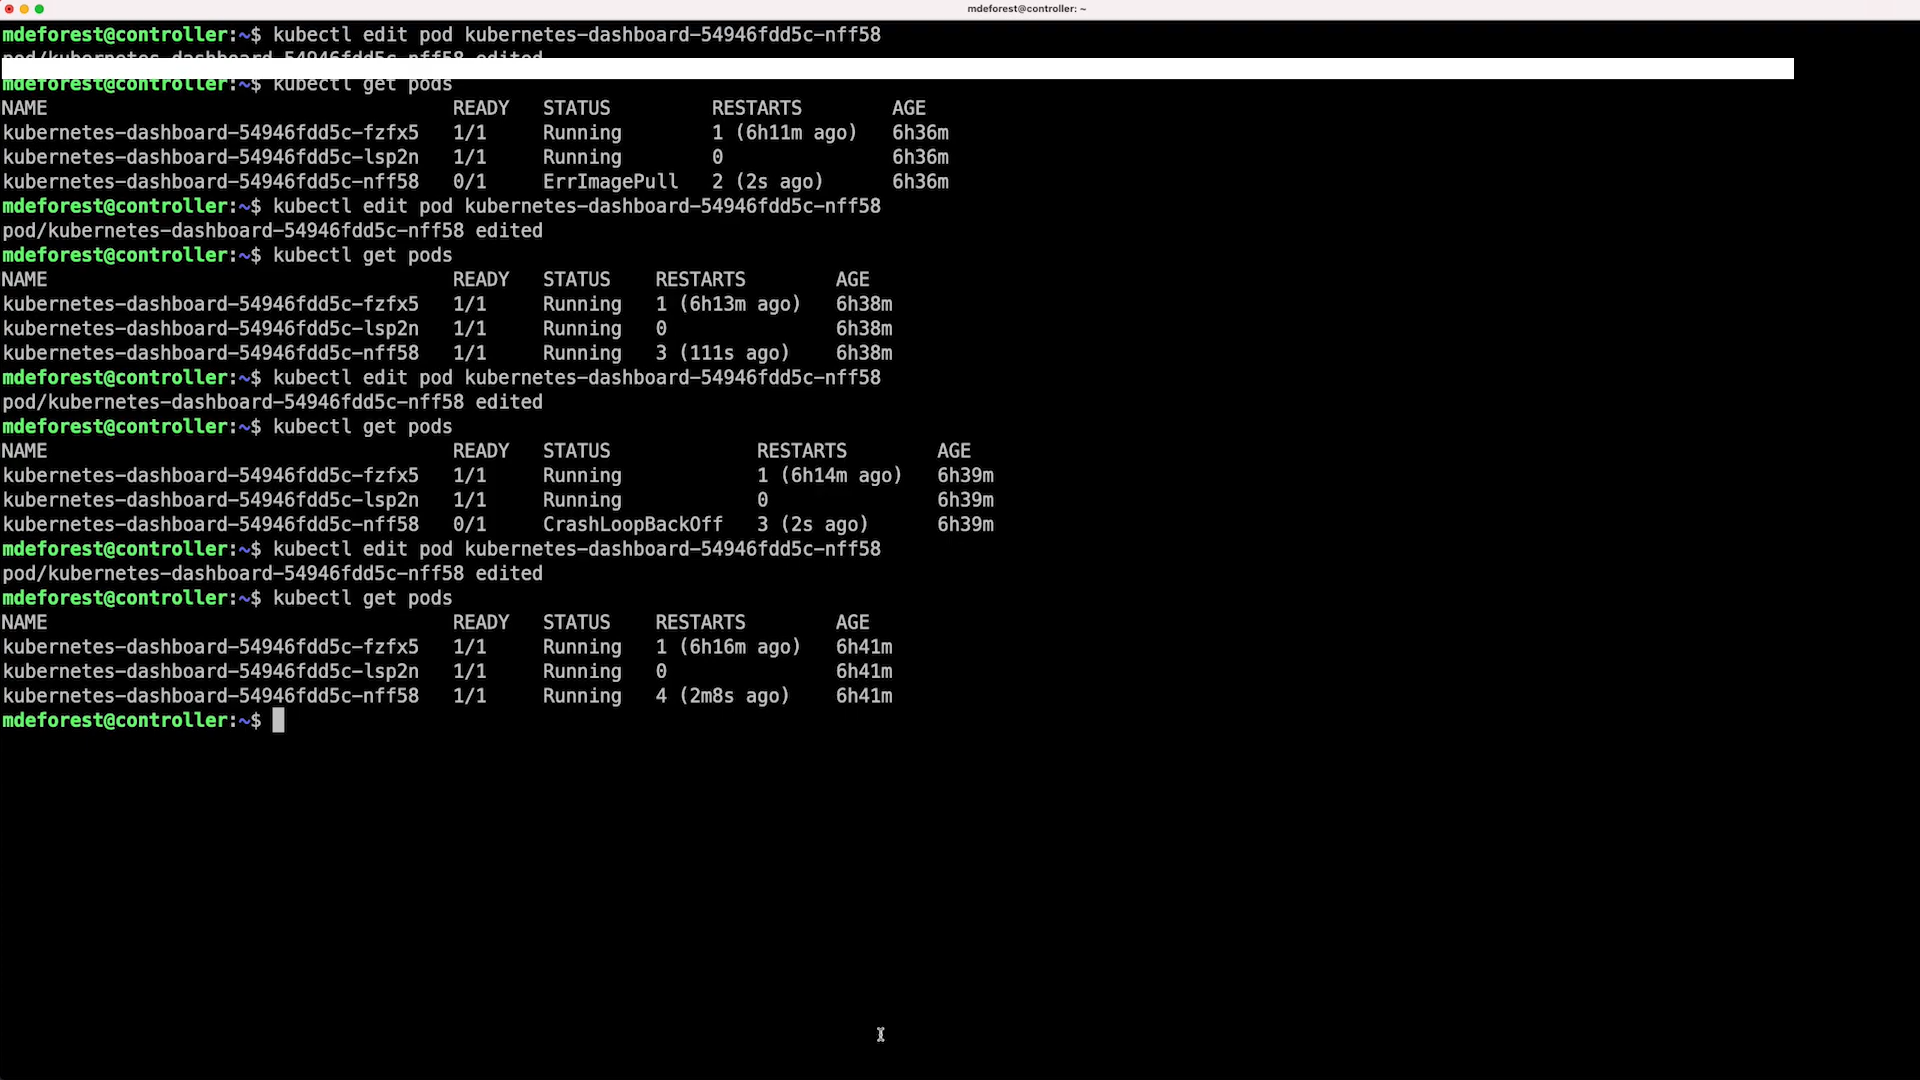 mdeforest@controller: ~
mdeforest@controller:~$ kubectl edit pod kubernetes-dashboard-54946fdd5c-nff58
pod/kubernetes-dashboard-54946fdd5c-nff58 edited
mdeforest@controller:~$ kubectl get pods
NAME READY STATUS RESTARTS AGE
kubernetes-dashboard-54946fdd5c-fzfx5 1/1 Running 1 (6h11m ago) 6h36m
kubernetes-dashboard-54946fdd5c-lsp2n 1/1 Running 0 6h36m
kubernetes-dashboard-54946fdd5c-nff58 0/1 ErrImagePull 2 (2s ago) 6h36m
mdeforest@controller:~$ kubectl edit pod kubernetes-dashboard-54946fdd5c-nff58
pod/kubernetes-dashboard-54946fdd5c-nff58 edited
mdeforest@controller:~$ kubectl get pods
NAME READY STATUS RESTARTS AGE
kubernetes-dashboard-54946fdd5c-fzfx5 1/1 Running 1 (6h13m ago) 6h38m
kubernetes-dashboard-54946fdd5c-lsp2n 1/1 Running 0 6h38m
kubernetes-dashboard-54946fdd5c-nff58 1/1 Running 3 (111s ago) 6h38m
mdeforest@controller:~$ kubectl edit pod kubernetes-dashboard-54946fdd5c-nff58
pod/kubernetes-dashboard-54946fdd5c-nff58 edited
mdeforest@controller:~$ kubectl get pods
NAME READY STATUS RESTARTS AGE
kubernetes-dashboard-54946fdd5c-fzfx5 1/1 Running 1 (6h14m ago) 6h39m
kubernetes-dashboard-54946fdd5c-lsp2n 1/1 Running 0 6h39m
kubernetes-dashboard-54946fdd5c-nff58 0/1 CrashLoopBackOff 3 (2s ago) 6h39m
mdeforest@controller:~$ kubectl edit pod kubernetes-dashboard-54946fdd5c-nff58
pod/kubernetes-dashboard-54946fdd5c-nff58 edited
mdeforest@controller:~$ kubectl get pods
NAME READY STATUS RESTARTS AGE
kubernetes-dashboard-54946fdd5c-fzfx5 1/1 Running 1 (6h16m ago) 6h41m
kubernetes-dashboard-54946fdd5c-lsp2n 1/1 Running 0 6h41m
kubernetes-dashboard-54946fdd5c-nff58 1/1 Running 4 (2m8s ago) 6h41m
mdeforest@controller:~$